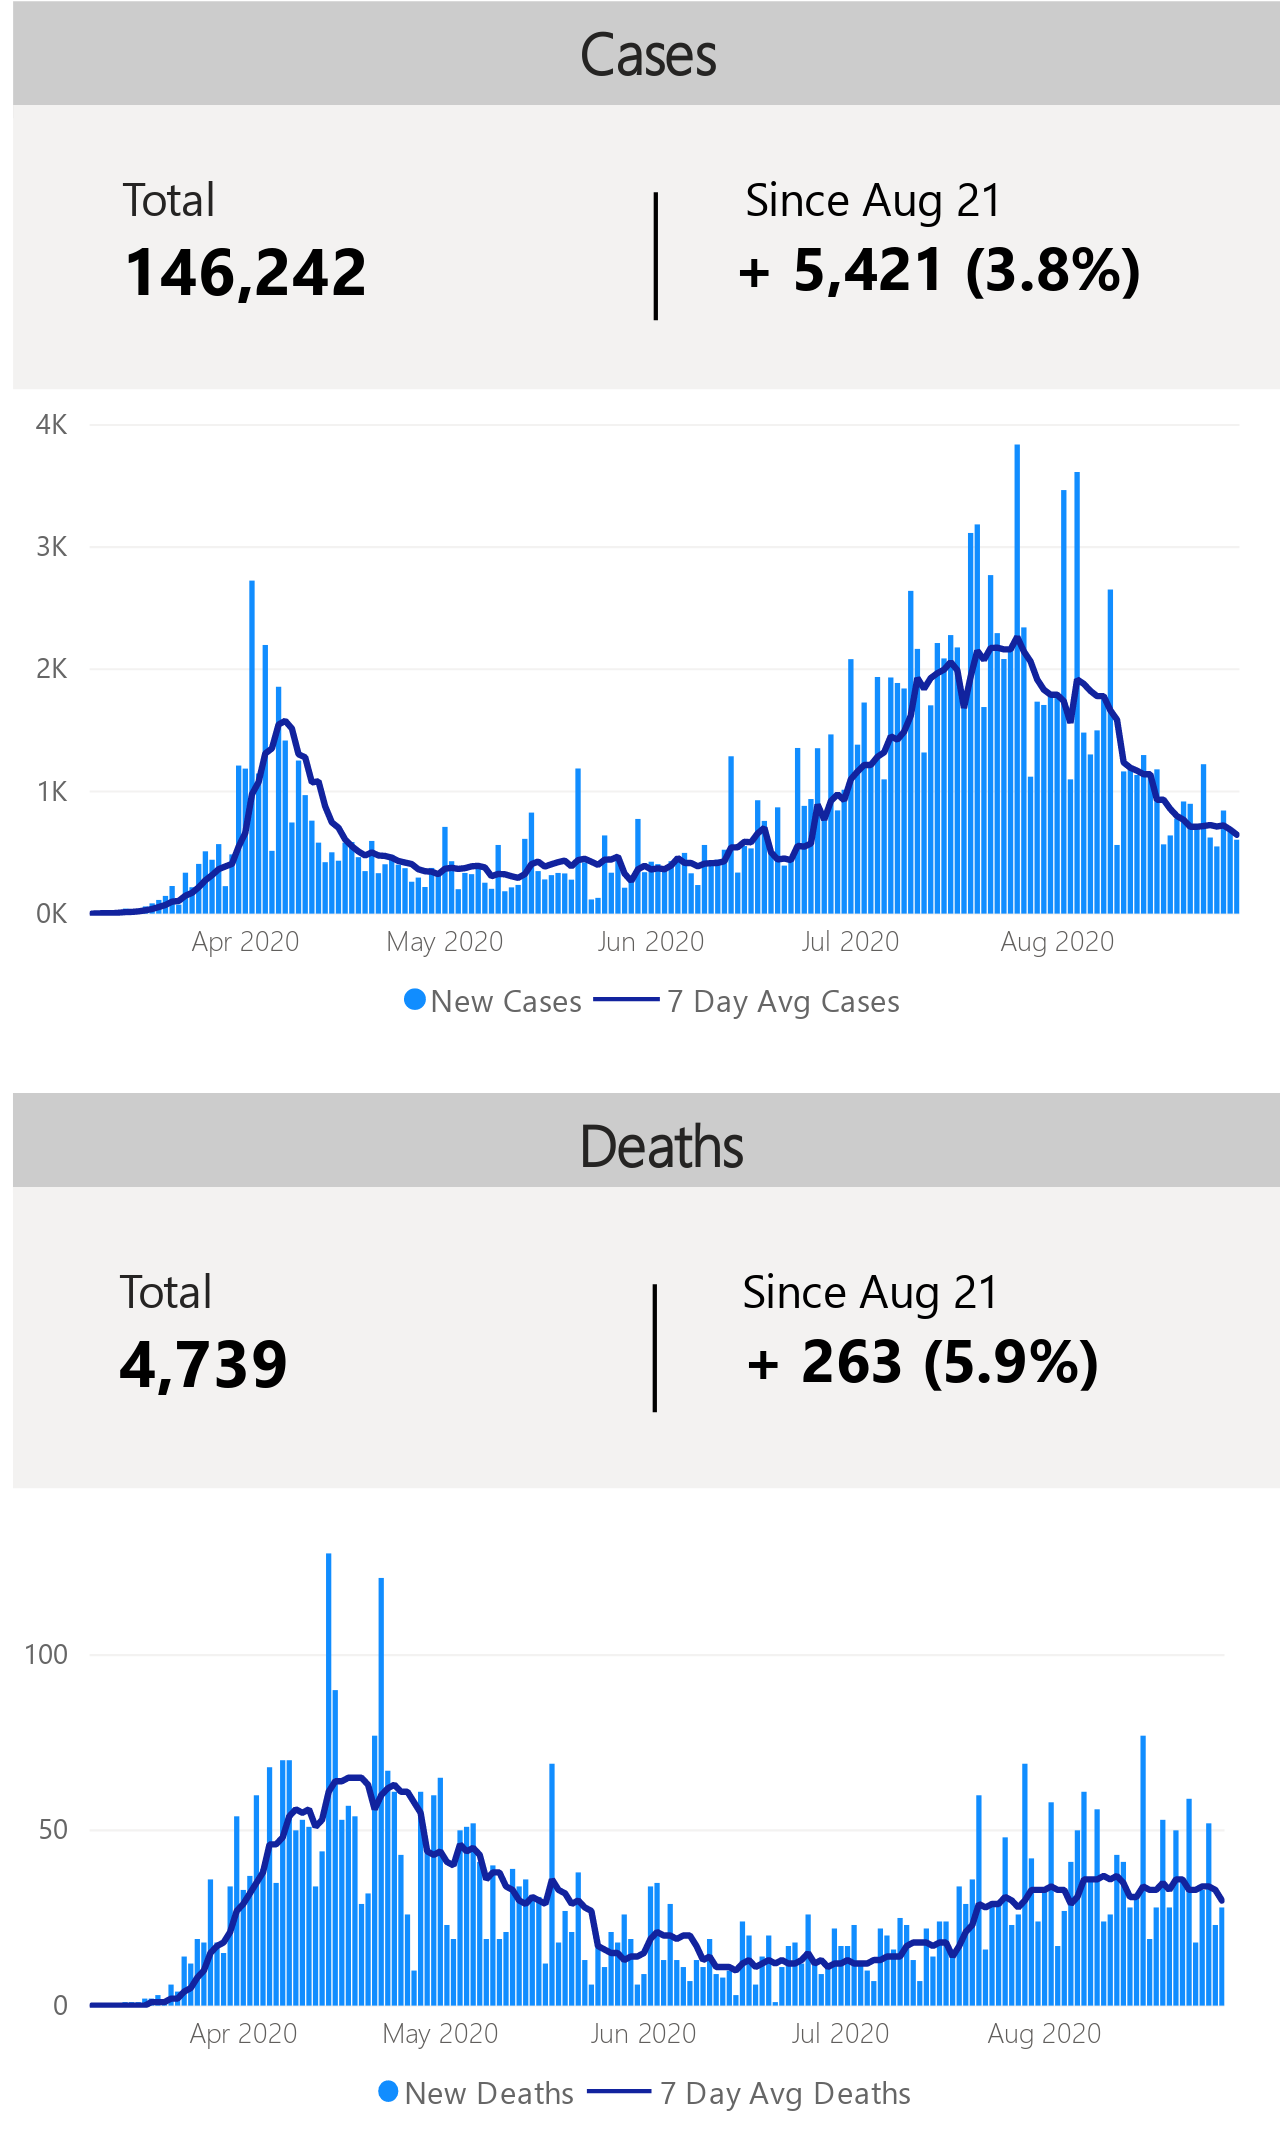 Cases
Total
Since Aug 21
146,242
+ 5,421 (3.8%)
4K
3K
2K
1K
0K
Apr 2020
May 2020
Jun 2020
Jul 2020
Aug 2020
New Cases
7 Day Avg Cases
Deaths
Total
Since Aug 21
4,739
+ 263 (5.9%)
100
50
0
Apr 2020
May 2020
Jun 2020
Jul 2020
Aug 2020
New Deaths
7 Day Avg Deaths